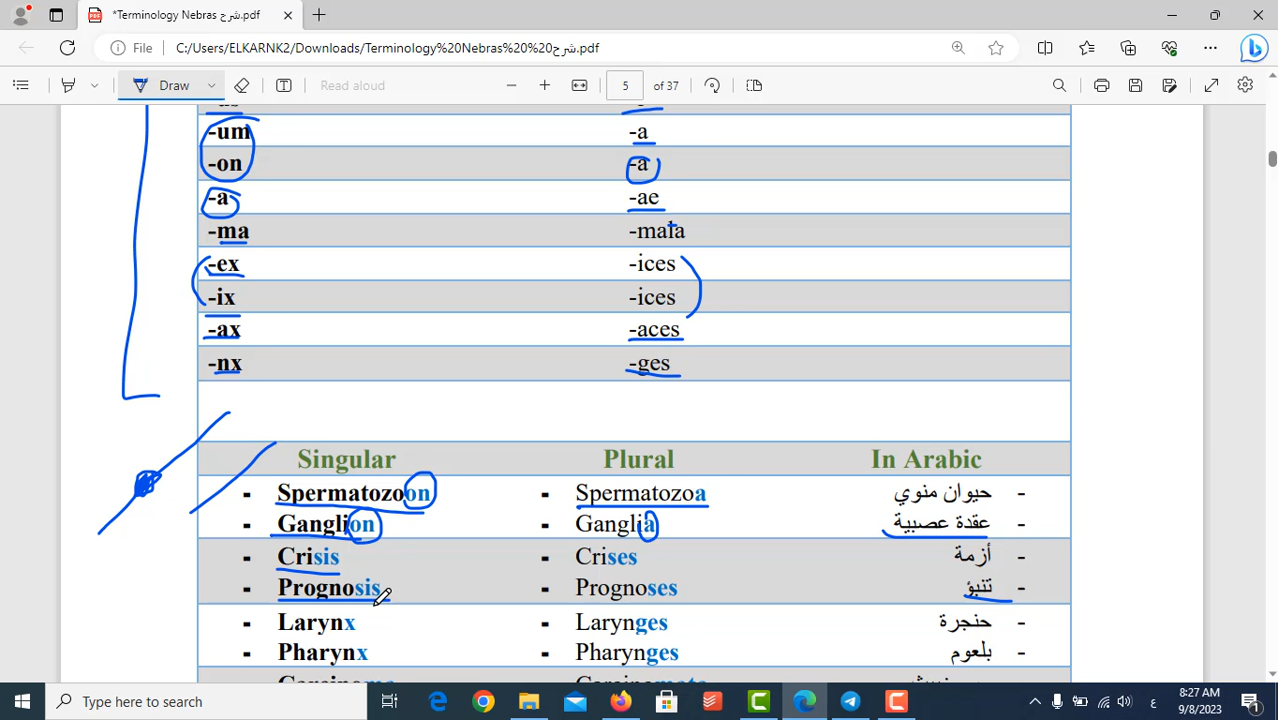 *Terminology Nebras شرح.pdf
File
C:/Users/ELKARNK2/Downloads/Terminology%20Nebras%20%20شرح.pdf
Draw
Read aloud
5 of 37
-um -a
-on -a
-a -ae
-ma -mala
-ex -ices
-ix -ices
-ax -aces
-nx -ges
Singular Plural In Arabic
- Spermatozoon - Spermatozoa - حيوان منوي
- Ganglion - Ganglia - عقدة عصبية
- Crisis - Crises أزمة
- Prognosis - Prognoses - تنبؤ
- Larynx - Larynges - حنجرة
- Pharynx - Pharynges - بلعوم
Type here to search
ع
8:27 AM
9/8/2023